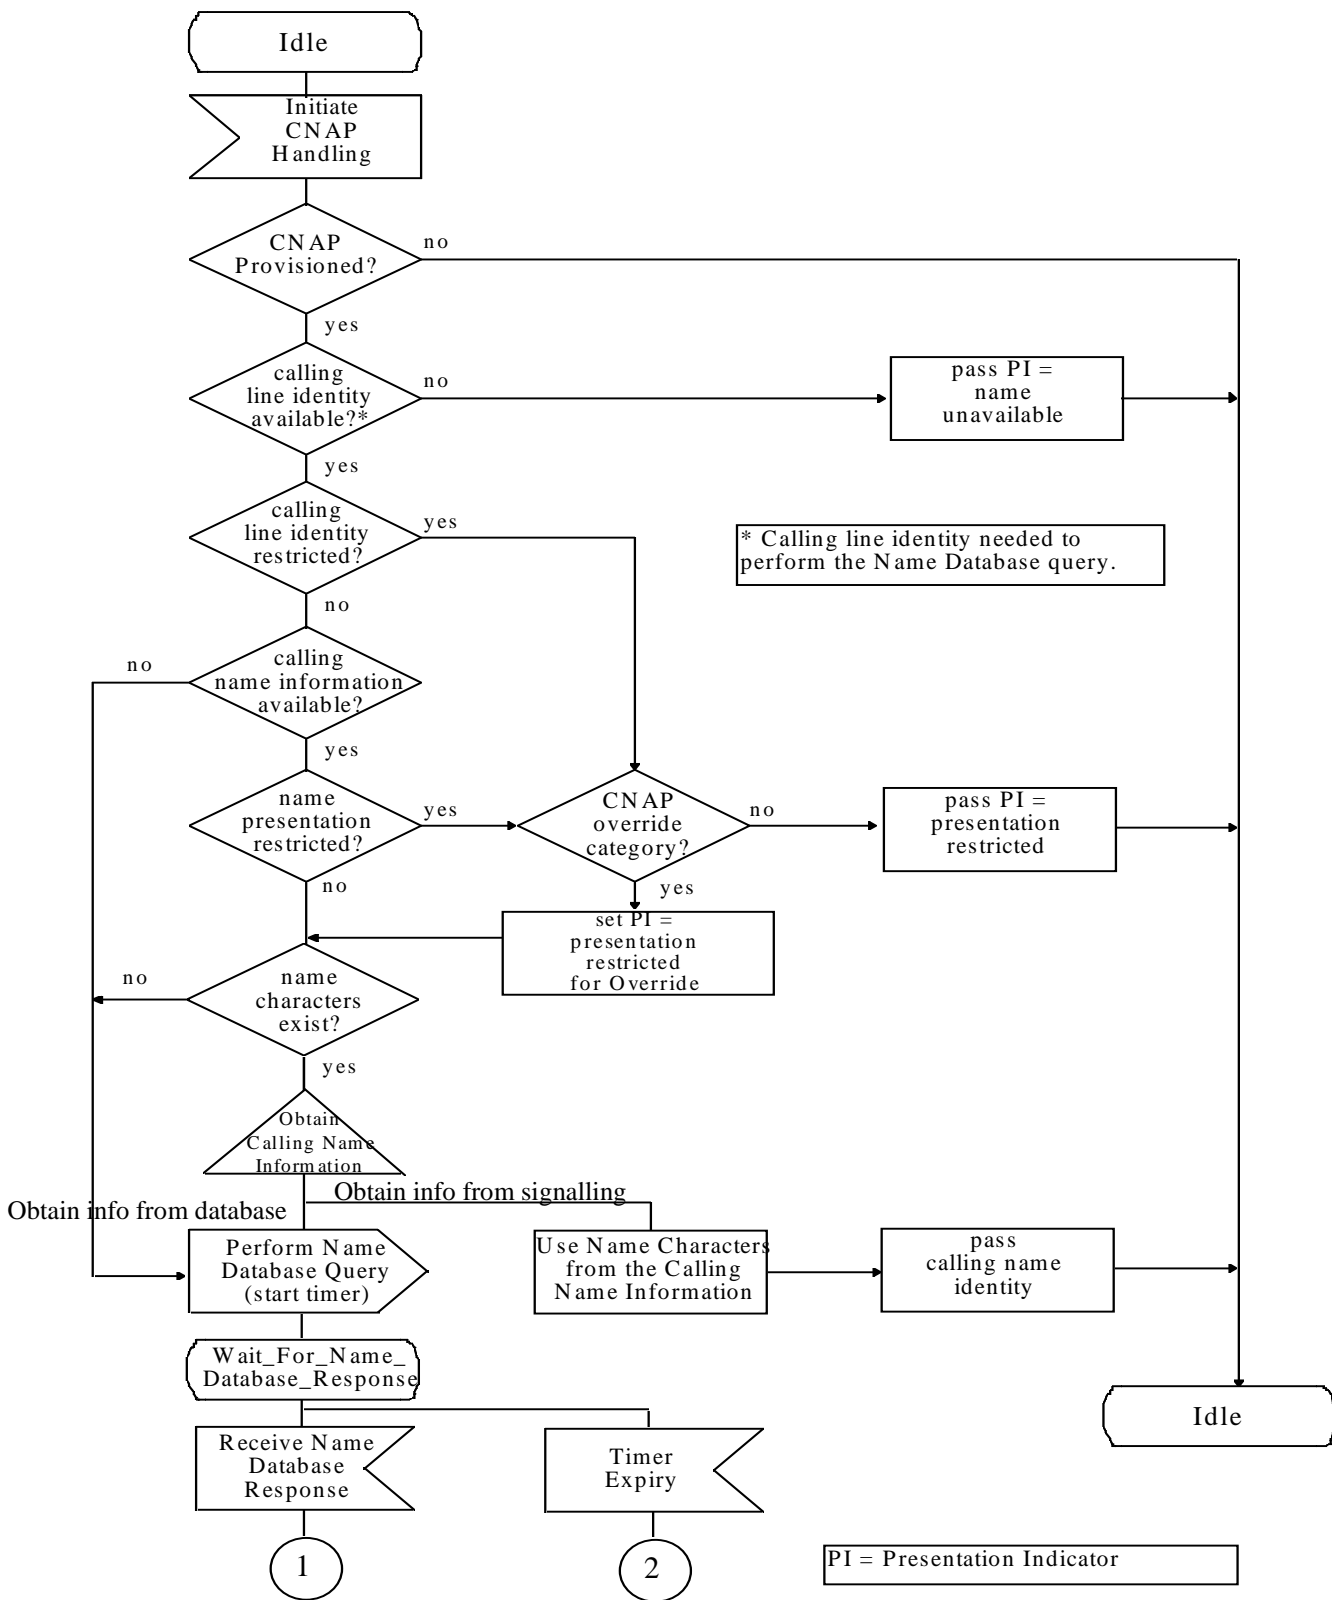 Idle
Initiate
CNAP
Handling
CNAP
Provisioned?
no
yes
calling
line identity
available?*
no
pass PI =
name
unavailable
yes
calling
line identity
restricted?
yes
* Calling line identity needed to
perform the Name Database query.
no
calling
name information
available?
no
yes
name
presentation
restricted?
yes
CNAP
override
category?
no
pass PI =
presentation
restricted
no
yes
set PI =
presentation
restricted
for Override
name
characters
exist?
no
yes
Obtain
Calling Name
Information
Obtain info from signalling
Obtain info from database
Perform Name
Database Query
(start timer)
Use Name Characters
from the Calling
Name Information
pass
calling name
identity
Wait_For_Name_
Database_Response
Idle
Receive Name
Database
Response
Timer
Expiry
1
2
PI = Presentation Indicator